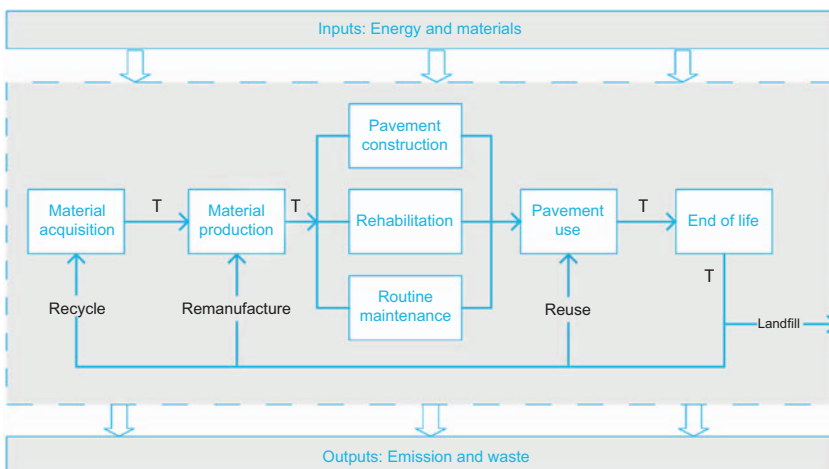 Inputs: Energy and materials
Pavement
construction
Material
acquisition
T
Material
production
T
Rehabilitation
Pavement
use
T
End of life
T
Recycle
Remanufacture
Routine
maintenance
Reuse
Landfill
Outputs: Emission and waste